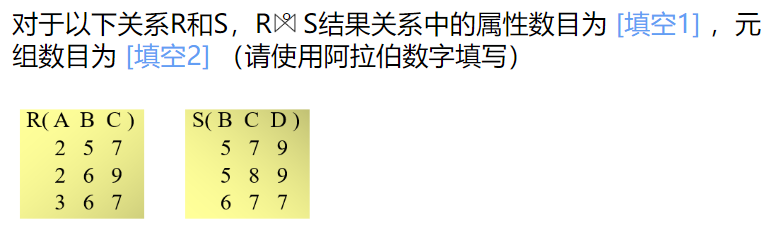 对于以下关系R和S，R⟗ S结果关系中的属性数目为 [填空1] ，元
组数目为 [填空2] （请使用阿拉伯数字填写）
R( A B C ) S( B C D )
2 5 7 5 7 9
2 6 9 5 8 9
3 6 7 6 7 7